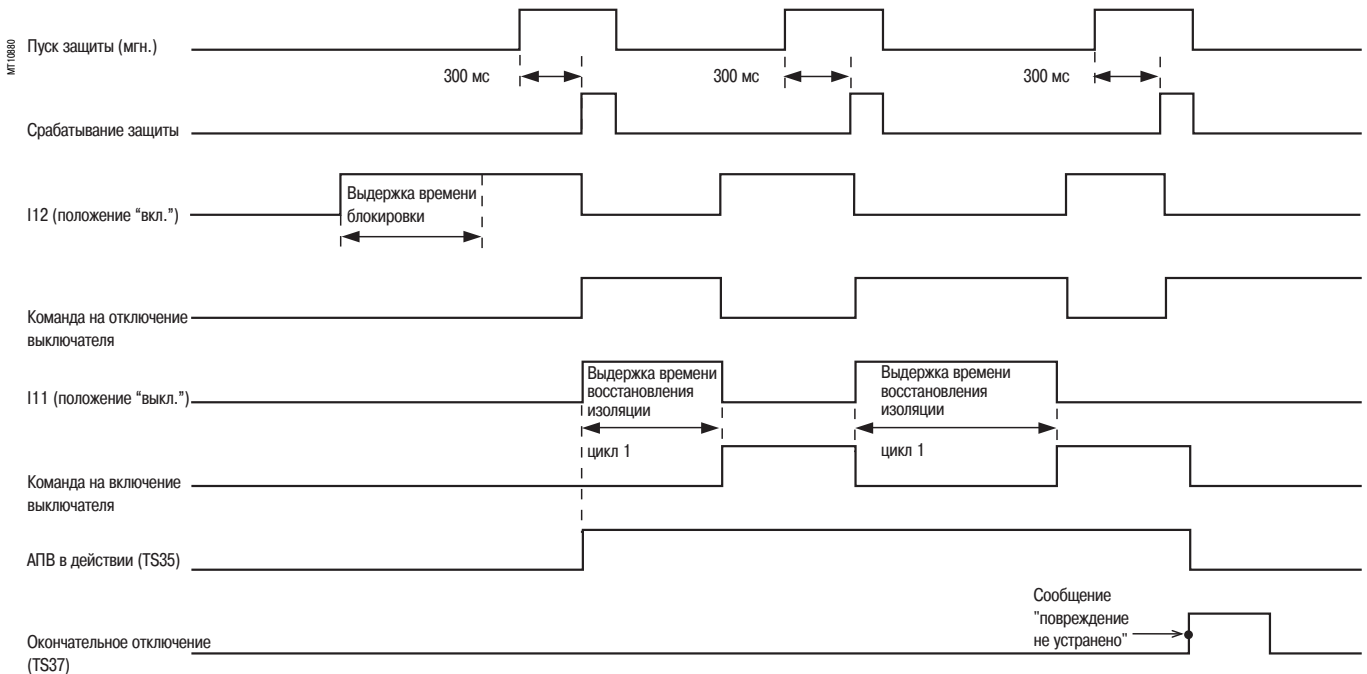 MT10880
Пуск защиты (мгн.)
300 мс
300 мс
300 мс
Срабатывание защиты
I12 (положение “вкл.”)
Выдержка времени
блокировки
Команда на отключение
выключателя
I11 (положение “выкл.”)
Выдержка времени
восстановления
изоляции
Выдержка времени
восстановления
изоляции
цикл 1
цикл 1
Команда на включение
выключателя
АПВ в действии (TS35)
Сообщение
"повреждение
не устранено"
Окончательное отключение
(TS37)